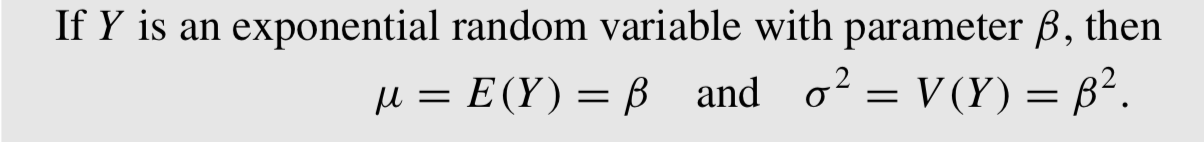 If Y is an exponential random variable with parameter β, then
μ = E(Y) = β and σ² = V(Y) = β².